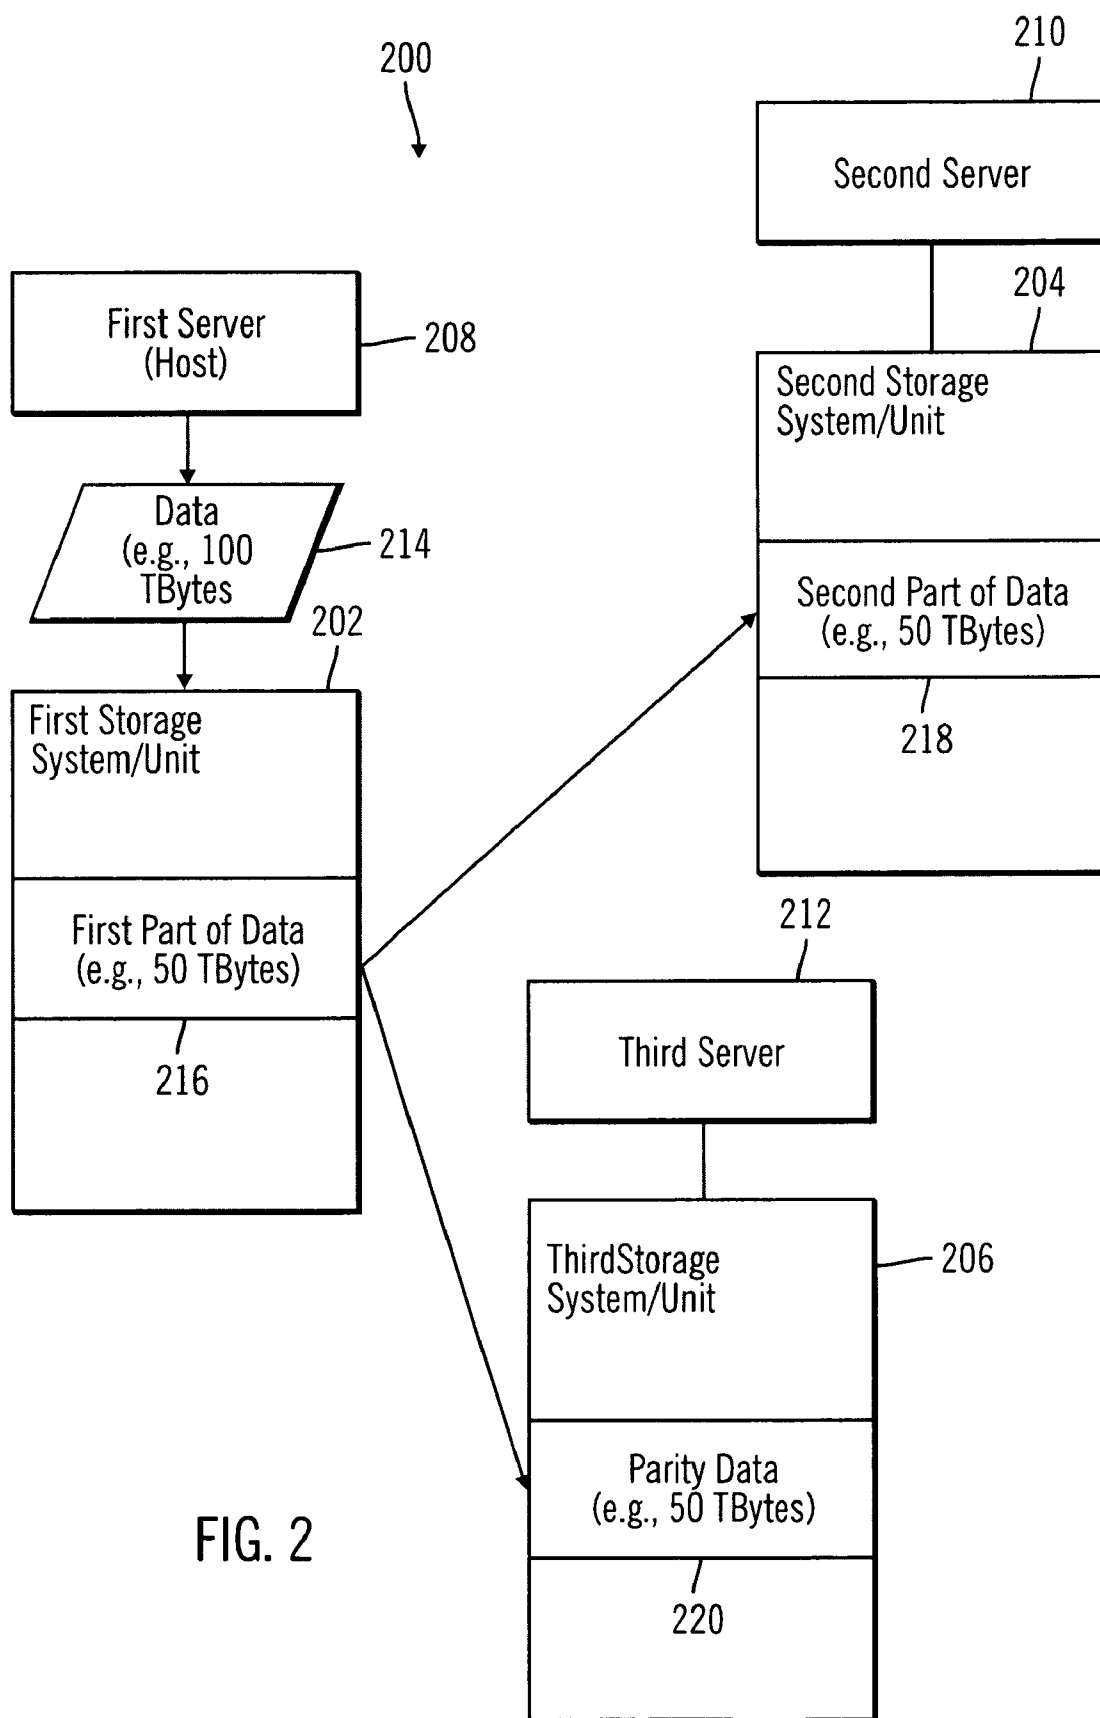 200
210
Second Server
204
First Server
(Host)
208
Second Storage
System/Unit
Data
(e.g., 100
TBytes
214
Second Part of Data
(e.g., 50 TBytes)
202
218
First Storage
System/Unit
First Part of Data
(e.g., 50 TBytes)
212
216
Third Server
ThirdStorage
System/Unit
206
Parity Data
(e.g., 50 TBytes)
FIG. 2
220